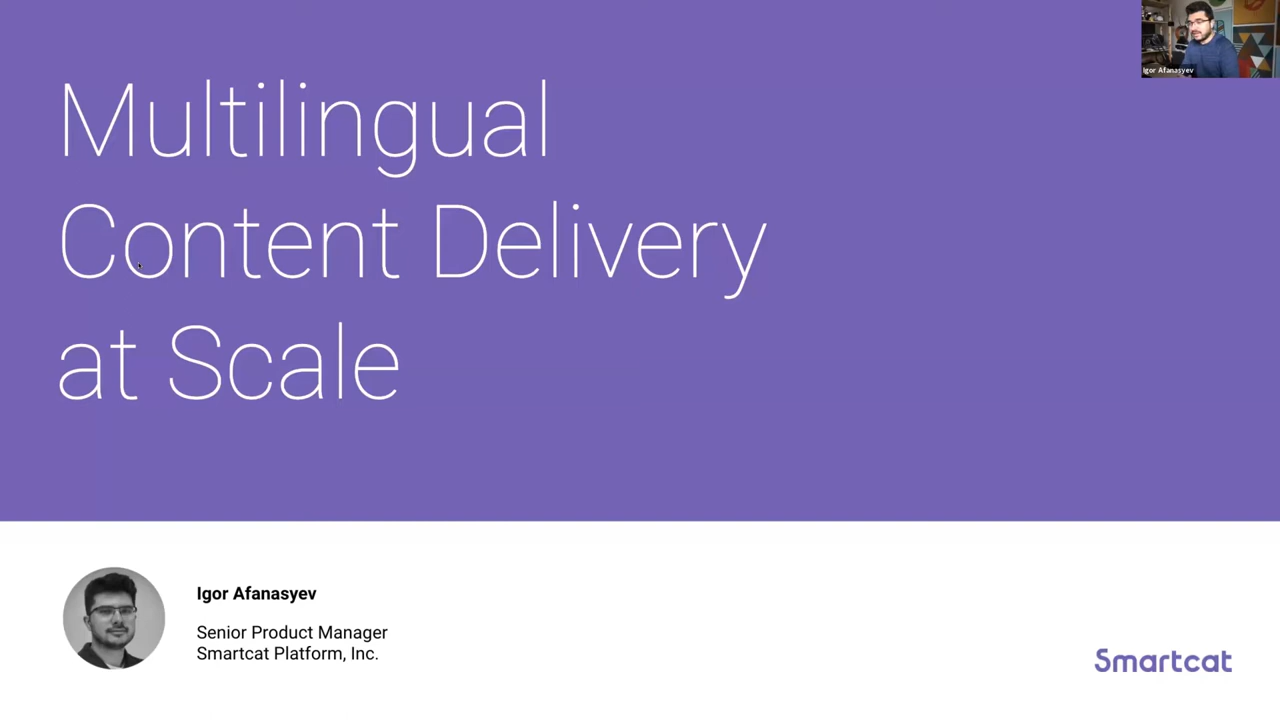 Multilingual
Content Delivery
at Scale
Igor Afanasyev
Igor Afanasyev
Senior Product Manager
Smartcat Platform, Inc.
Smartcat